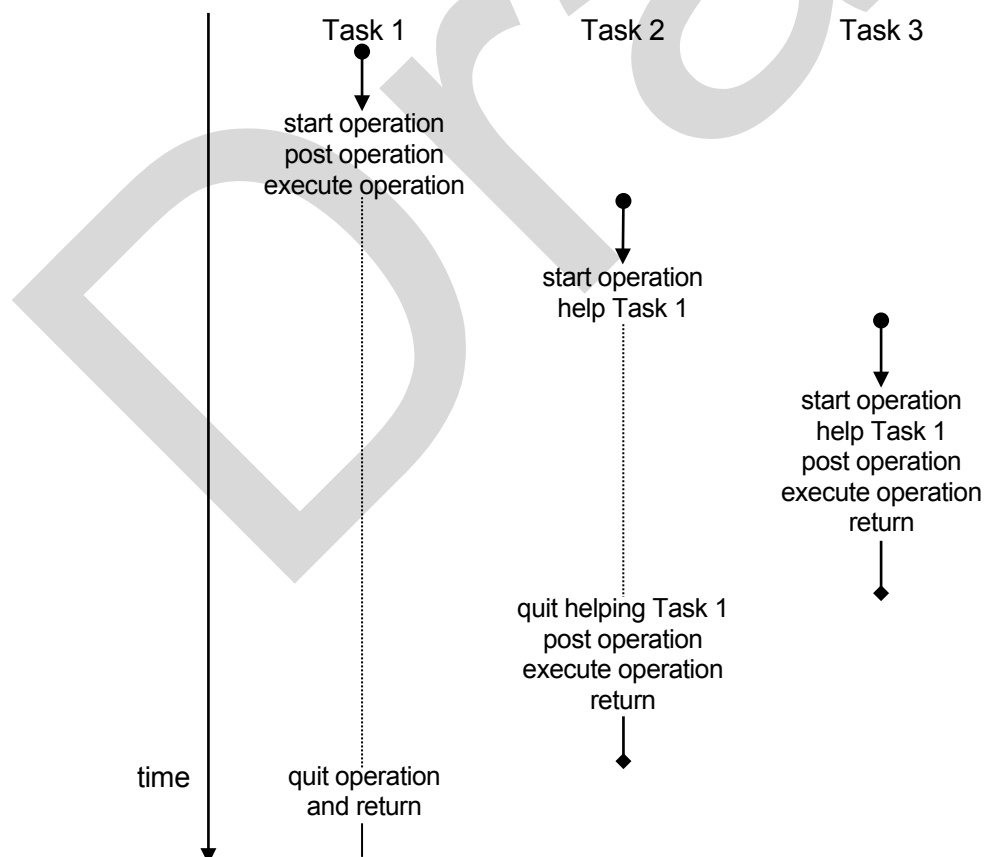 Task 1
Task 2
Task 3
start operation
post operation
execute operation
start operation
help Task 1
start operation
help Task 1
post operation
execute operation
return
quit helping Task 1
post operation
execute operation
return
time
quit operation
and return